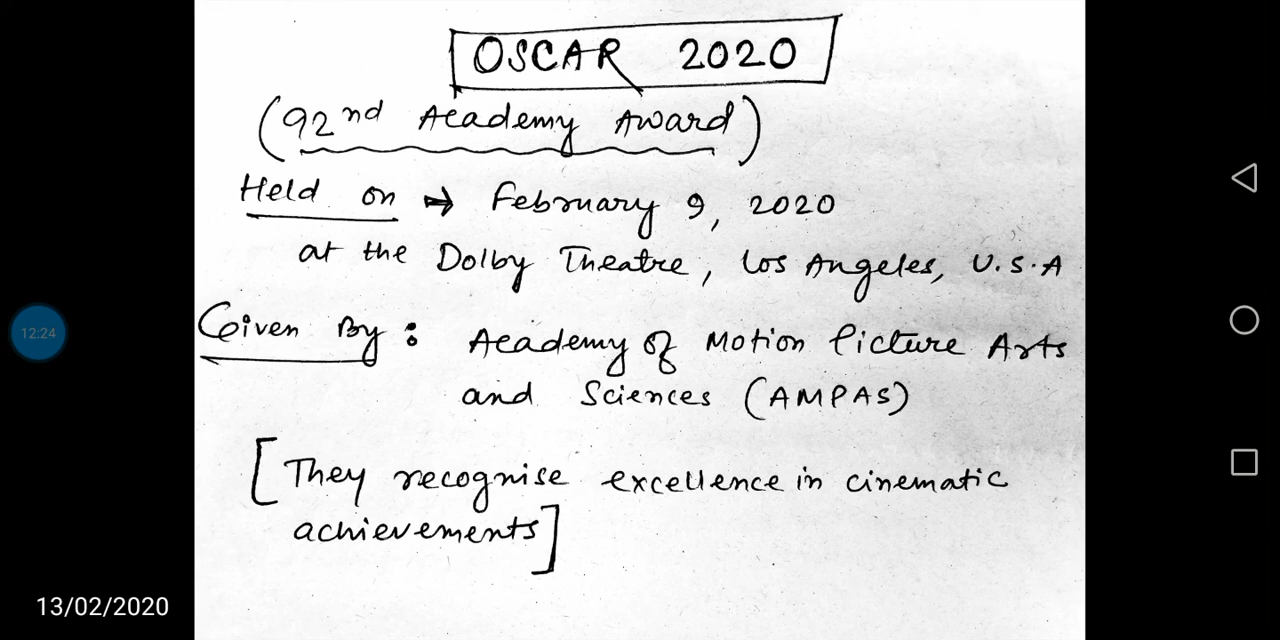 OSCAR 2020
(92nd Academy Award)
Held on → February 9, 2020
at the Dolby Theatre, Los Angeles, U.S.A
Given By : Academy of Motion Picture Arts
and Sciences (AMPAS)
[They recognise excellence in cinematic
achievements]
12:24
13/02/2020